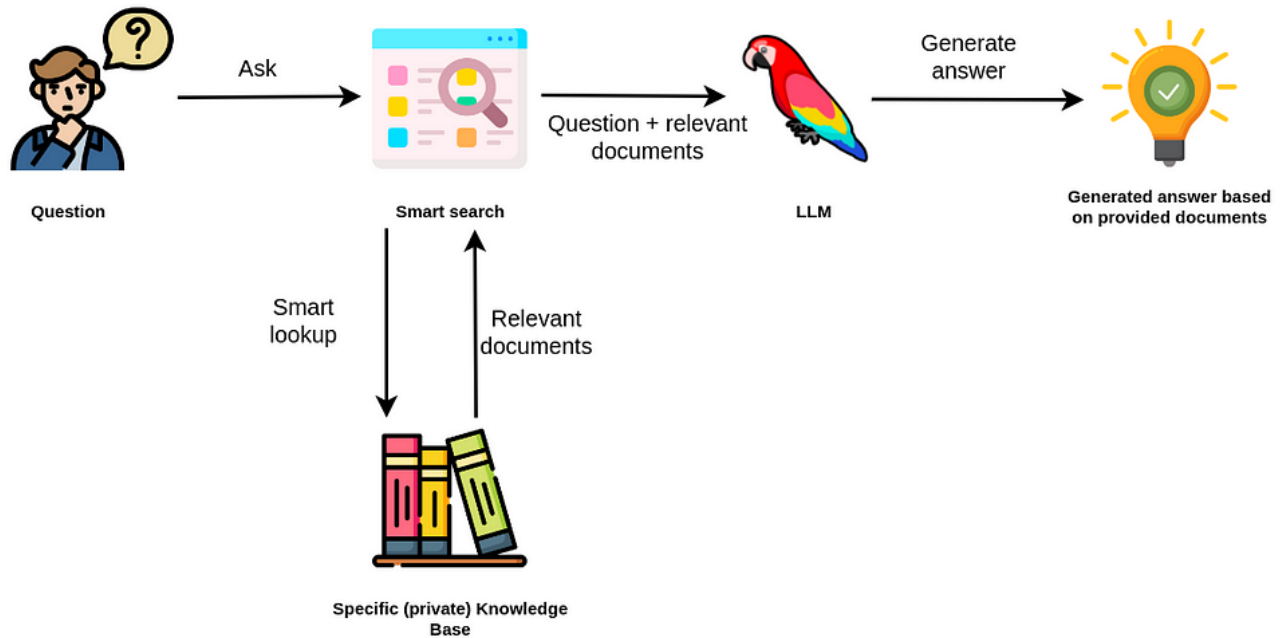 ?
Ask
Generate
answer
Question + relevant
documents
Question
Smart search
LLM
Generated answer based
on provided documents
Smart
lookup
Relevant
documents
Specific (private) Knowledge
Base